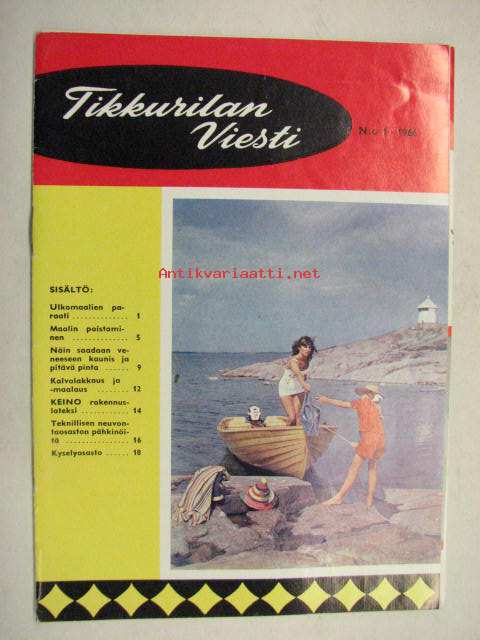 Tikkurilan
Viesti
N:o 1 1966
Antikvariaatti.net
SISÄLTÖ:
Ulkomaalien pa-
raati .............. 1
Maalin poistami-
nen .............. 5
Näin saadaan ve-
neeseen kaunis ja
pitävä pinta ..... 9
Kalvolakkaus ja
-maalaus ........ 12
KEINO rakennus-
lateksi .......... 14
Teknillisen neuvon-
taosaston pähkinöi-
tä ................ 16
Kyselyosasto ...... 18